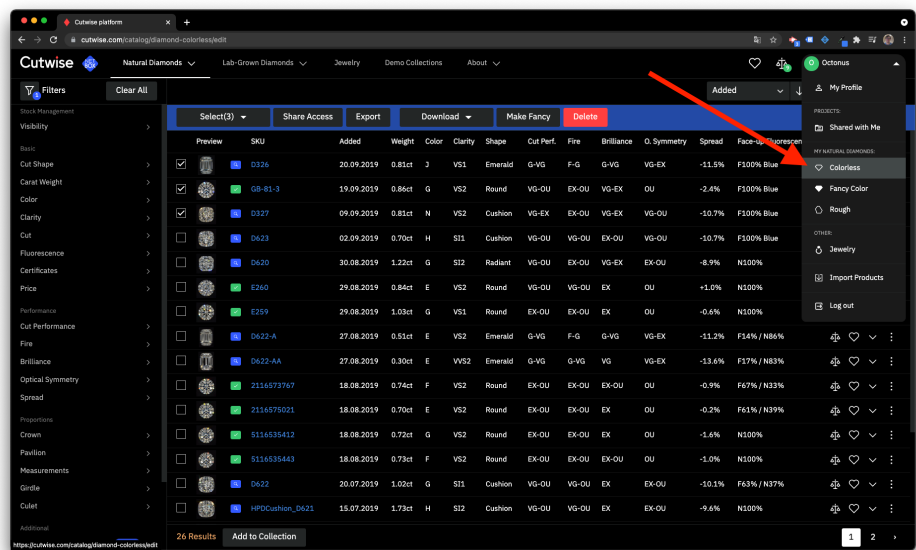 Cutwise platform
cutwise.com/catalog/diamond-colorless/edit
Cutwise BOX Natural Diamonds Lab-Grown Diamonds Jewelry Demo Collections About 9 O Octonus
1 Filters Clear All Added
Stock Management
Visibility
Basic
Cut Shape
Carat Weight
Color
Clarity
Cut
Fluorescence
Certificates
Price
Performance
Cut Performance
Fire
Brilliance
Optical Symmetry
Spread
Proportions
Crown
Pavilion
Measurements
Girdle
Culet
Additional
https://cutwise.com/catalog/diamond-colorless/edit
Select(3) Share Access Export Download Make Fancy Delete
Preview SKU Added Weight Color Clarity Shape Cut Perf. Fire Brilliance O. Symmetry Spread Face-up Fluorescen
D326 20.09.2019 0.81ct J VS1 Emerald G-VG F-G G-VG VG-EX -11.5% F100% Blue
GB-81-3 19.09.2019 0.86ct G VS2 Round VG-OU EX-OU VG-EX OU -2.4% F100% Blue
D327 09.09.2019 0.81ct N VS2 Cushion VG-EX EX-OU VG-EX VG-OU -10.7% F100% Blue
D623 02.09.2019 0.70ct H SI1 Cushion VG-OU VG-OU EX VG-OU -10.7% F100% Blue
D620 30.08.2019 1.22ct G SI2 Radiant VG-OU EX-OU VG-EX EX-OU -8.9% N100%
E260 29.08.2019 0.84ct E VS2 Round VG-OU VG-OU EX OU +1.0% N100%
E259 29.08.2019 1.03ct G VS1 Round EX-OU EX-OU EX OU -0.6% N100%
D622-A 27.08.2019 0.51ct E VS2 Emerald G-VG F-G G-VG VG-EX -11.2% F14% / N86%
D622-AA 27.08.2019 0.30ct E VVS2 Emerald G-VG G-VG VG VG-EX -13.6% F17% / N83%
2116573767 18.08.2019 0.74ct F VS2 Round EX-OU EX-OU EX-OU OU -0.9% F67% / N33%
2116575021 18.08.2019 0.70ct E VS2 Round EX-OU EX-OU EX OU -0.2% F61% / N39%
5116535412 18.08.2019 0.72ct G VS2 Round EX-OU EX-OU EX OU -1.6% N100%
5116535443 18.08.2019 0.73ct F VS2 Round EX-OU EX-OU EX-OU OU -1.0% N100%
D622 20.07.2019 1.02ct G SI1 Cushion VG-OU VG-OU EX EX-OU -10.1% F63% / N37%
HPDCushion_D621 15.07.2019 1.73ct H SI2 Cushion VG-OU VG-OU EX EX-OU -9.6% N100%
26 Results Add to Collection 1 2
My Profile
PROJECTS:
Shared with Me
MY NATURAL DIAMONDS:
Colorless
Fancy Color
Rough
OTHER:
Jewelry
Import Products
Log out